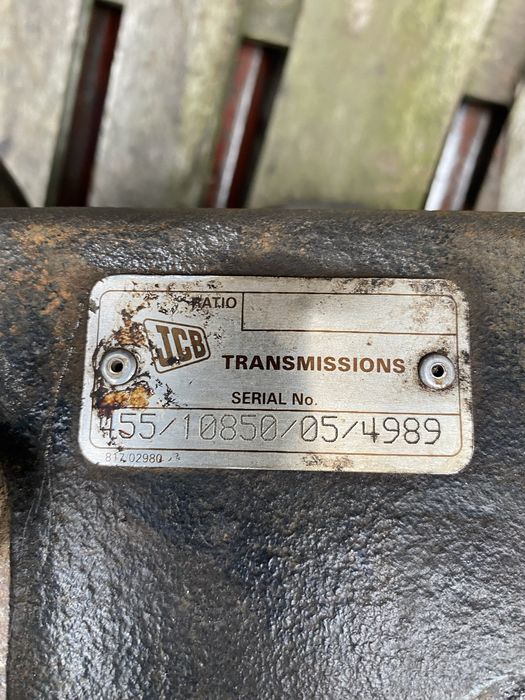 RATIO
JCB
TRANSMISSIONS
SERIAL No.
455/10850/05/4989
817/02980